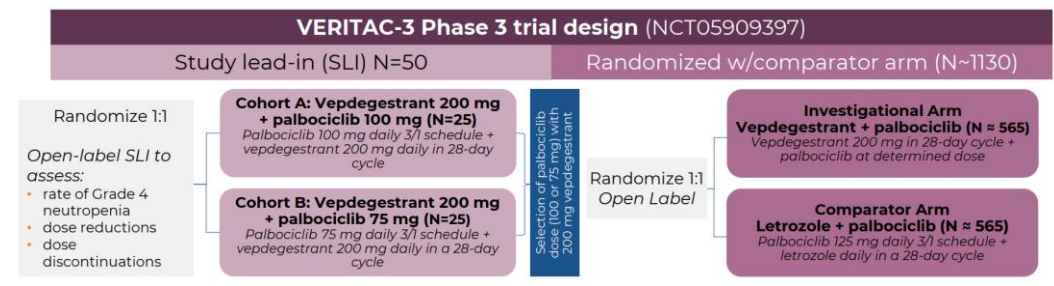 VERITAC-3 Phase 3 trial design (NCT05909397)
Study lead-in (SLI) N=50
Randomized w/comparator arm (N~1130)
Randomize 1:1
Open-label SLI to
assess:
• rate of Grade 4
neutropenia
• dose reductions
• dose
discontinuations
Cohort A: Vepdegestrant 200 mg
+ palbociclib 100 mg (N=25)
Palbociclib 100 mg daily 3/1 schedule +
vepdegestrant 200 mg daily in 28-day
cycle
Cohort B: Vepdegestrant 200 mg
+ palbociclib 75 mg (N=25)
Palbociclib 75 mg daily 3/1 schedule +
vepdegestrant 200 mg daily in a 28-day
cycle
Selection of palbociclib
dose (100 or 75 mg) with
200 mg vepdegestrant
Randomize 1:1
Open Label
Investigational Arm
Vepdegestrant + palbociclib (N ≈ 565)
Vepdegestrant 200 mg in 28-day cycle +
palbociclib at determined dose
Comparator Arm
Letrozole + palbociclib (N ≈ 565)
Palbociclib 125 mg daily 3/1 schedule +
letrozole daily in a 28-day cycle